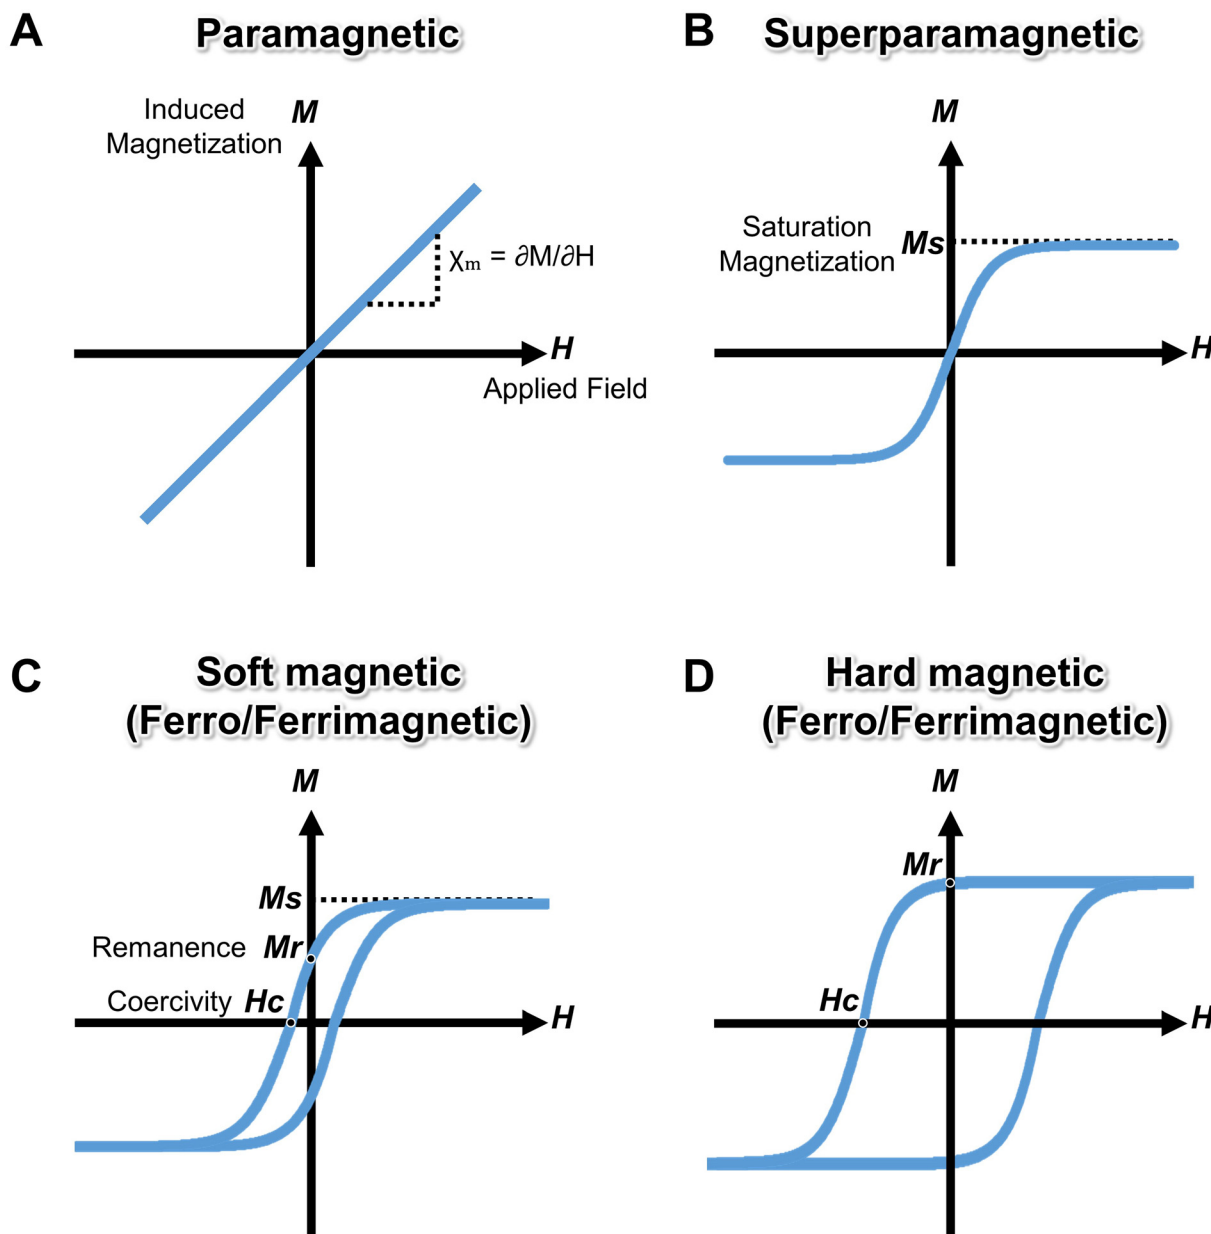 A
Paramagnetic
Induced
Magnetization
M
χm = ∂M/∂H
H
Applied Field
B
Superparamagnetic
M
Saturation
Magnetization
Ms
H
C
Soft magnetic
(Ferro/Ferrimagnetic)
M
Ms
Remanence Mr
Coercivity Hc
H
D
Hard magnetic
(Ferro/Ferrimagnetic)
M
Mr
Hc
H